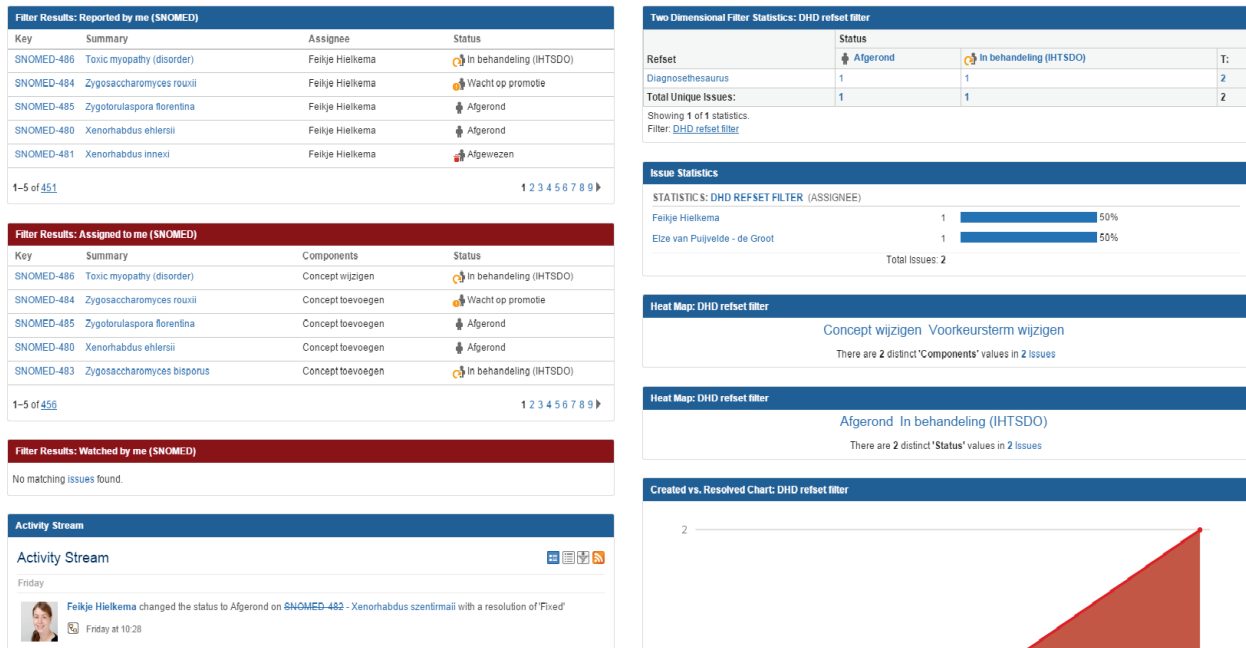 Filter Results: Reported by me (SNOMED)
Key Summary Assignee Status
SNOMED-486 Toxic myopathy (disorder) Feikje Hielkema In behandeling (IHTSDO)
SNOMED-484 Zygosaccharomyces rouxii Feikje Hielkema Wacht op promotie
SNOMED-485 Zygotorulaspora florentina Feikje Hielkema Afgerond
SNOMED-480 Xenorhabdus ehlersii Feikje Hielkema Afgerond
SNOMED-481 Xenorhabdus innexi Feikje Hielkema Afgewezen
1–5 of 451 1 2 3 4 5 6 7 8 9
Filter Results: Assigned to me (SNOMED)
Key Summary Components Status
SNOMED-486 Toxic myopathy (disorder) Concept wijzigen In behandeling (IHTSDO)
SNOMED-484 Zygosaccharomyces rouxii Concept toevoegen Wacht op promotie
SNOMED-485 Zygotorulaspora florentina Concept toevoegen Afgerond
SNOMED-480 Xenorhabdus ehlersii Concept toevoegen Afgerond
SNOMED-483 Zygosaccharomyces bisporus Concept toevoegen In behandeling (IHTSDO)
1–5 of 456 1 2 3 4 5 6 7 8 9
Filter Results: Watched by me (SNOMED)
No matching issues found.
Activity Stream
Activity Stream
Friday
Feikje Hielkema changed the status to Afgerond on SNOMED-482 - Xenorhabdus szentirmaii with a resolution of 'Fixed'
Friday at 10:28
Two Dimensional Filter Statistics: DHD refset filter
Status
Refset Afgerond In behandeling (IHTSDO) T:
Diagnosethesaurus 1 1 2
Total Unique Issues: 1 1 2
Showing 1 of 1 statistics.
Filter: DHD refset filter
Issue Statistics
STATISTICS: DHD REFSET FILTER (ASSIGNEE)
Feikje Hielkema 1 50%
Elze van Puijvelde - de Groot 1 50%
Total Issues: 2
Heat Map: DHD refset filter
Concept wijzigen Voorkeursterm wijzigen
There are 2 distinct 'Components' values in 2 Issues
Heat Map: DHD refset filter
Afgerond In behandeling (IHTSDO)
There are 2 distinct 'Status' values in 2 Issues
Created vs. Resolved Chart: DHD refset filter
2